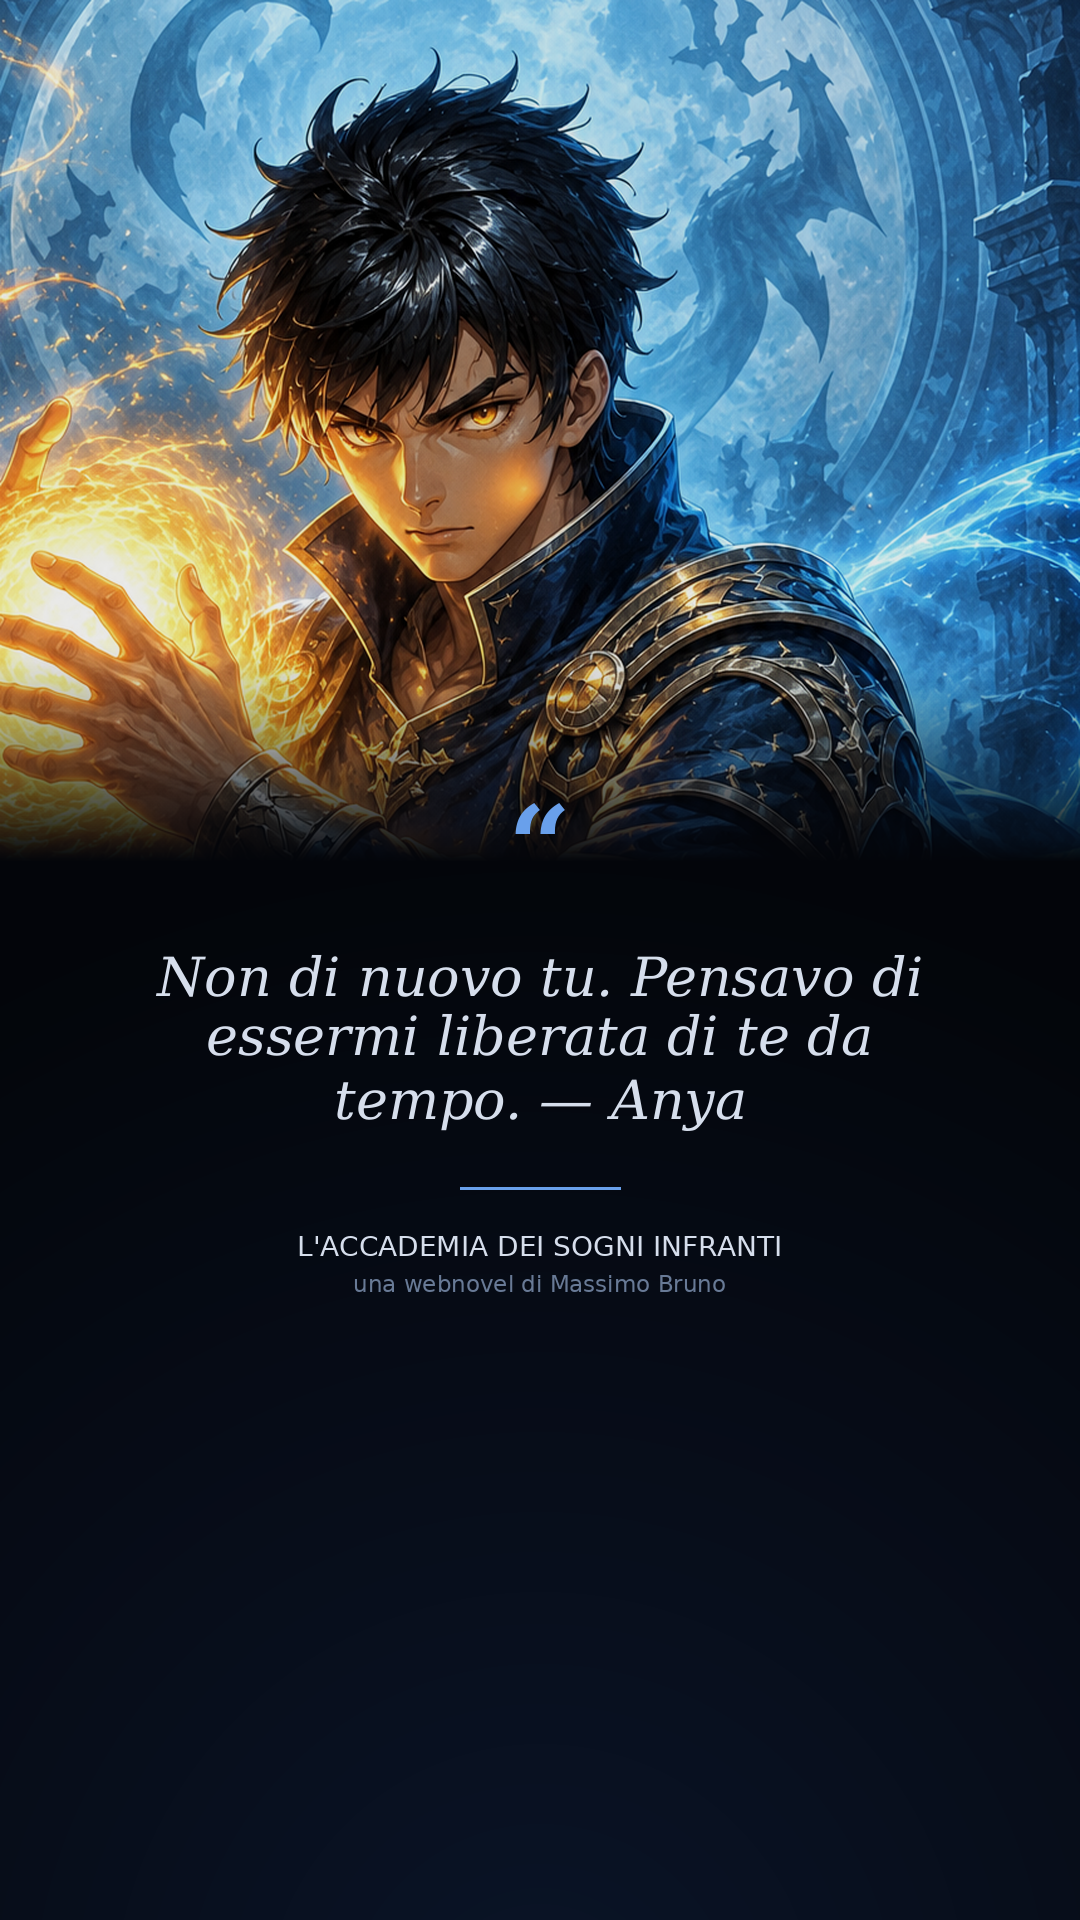 “
Non di nuovo tu. Pensavo di
essermi liberata di te da
tempo. — Anya
L'ACCADEMIA DEI SOGNI INFRANTI
una webnovel di Massimo Bruno